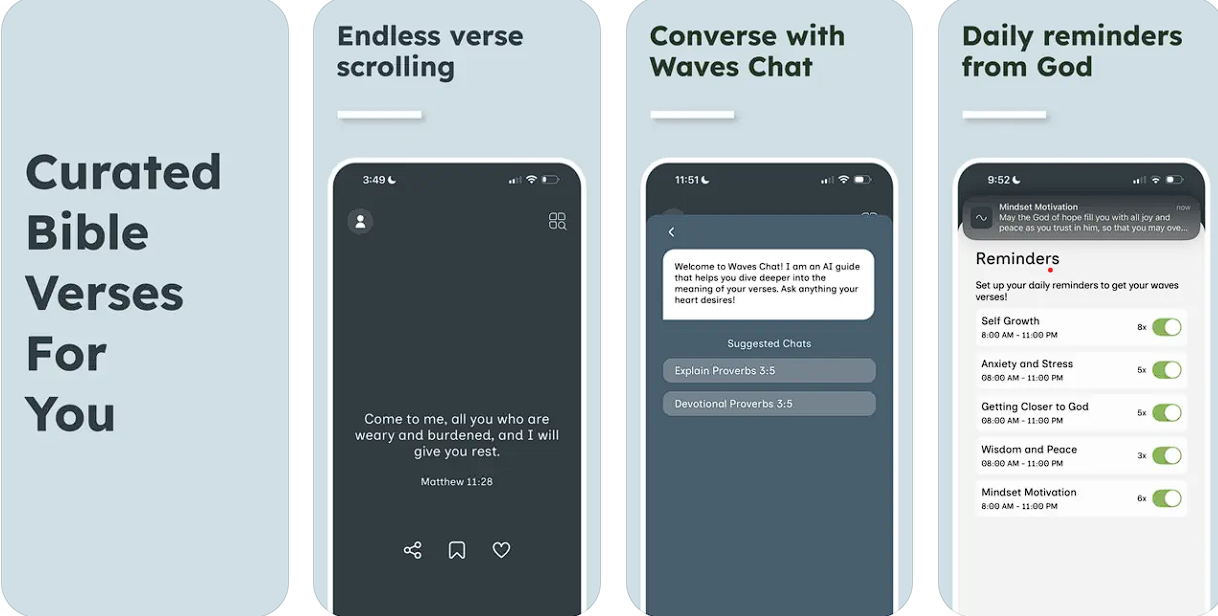 Curated
Bible
Verses
For
You
Endless verse
scrolling
3:49
Come to me, all you who are
weary and burdened, and I will
give you rest.
Matthew 11:28
Converse with
Waves Chat
11:51
Welcome to Waves Chat! I am an AI guide
that helps you dive deeper into the
meaning of your verses. Ask anything your
heart desires!
Suggested Chats
Explain Proverbs 3:5
Devotional Proverbs 3:5
Daily reminders
from God
9:52
Mindset Motivation now
May the God of hope fill you with all joy and
peace as you trust in him, so that you may ove...
Reminders
Set up your daily reminders to get your waves
verses!
Self Growth
8:00 AM - 11:00 PM 8x
Anxiety and Stress
08:00 AM - 11:00 PM 5x
Getting Closer to God
08:00 AM - 11:00 PM 5x
Wisdom and Peace
08:00 AM - 11:00 PM 3x
Mindset Motivation
8:00 AM - 11:00 PM 6x